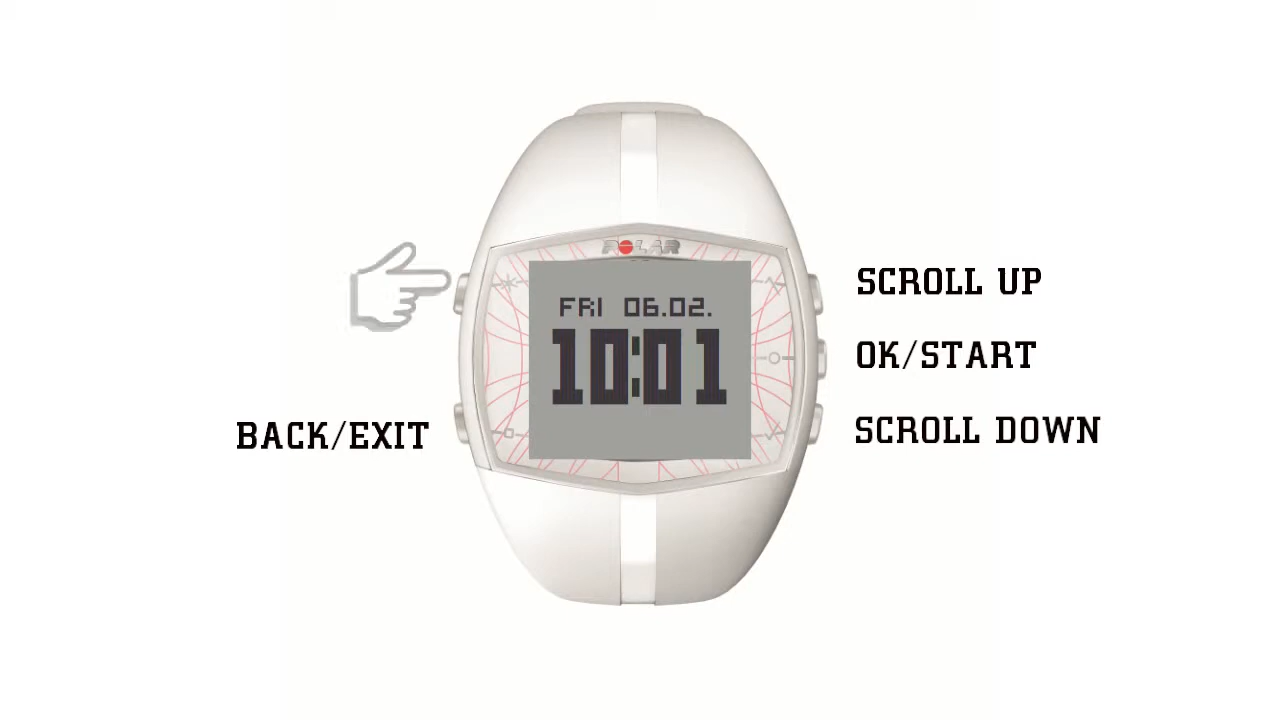 POLAR
SCROLL UP
FRI 06.02.
10:01
OK/START
BACK/EXIT
SCROLL DOWN